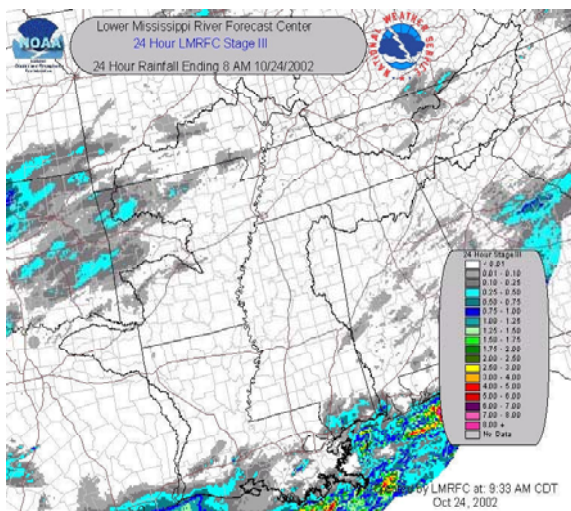 Lower Mississippi River Forecast Center
24 Hour LMRFC Stage III
24 Hour Rainfall Ending 8 AM 10/24/2002
NOAA
NATIONAL WEATHER SERVICE
24 Hour Stage III
< 0.01
0.01 - 0.10
0.10 - 0.25
0.25 - 0.50
0.50 - 0.75
0.75 - 1.00
1.00 - 1.25
1.25 - 1.50
1.50 - 1.75
1.75 - 2.00
2.00 - 2.50
2.50 - 3.00
3.00 - 4.00
4.00 - 5.00
5.00 - 6.00
6.00 - 7.00
7.00 - 8.00
8.00 +
No Data
by LMRFC at: 9:33 AM CDT
Oct 24, 2002